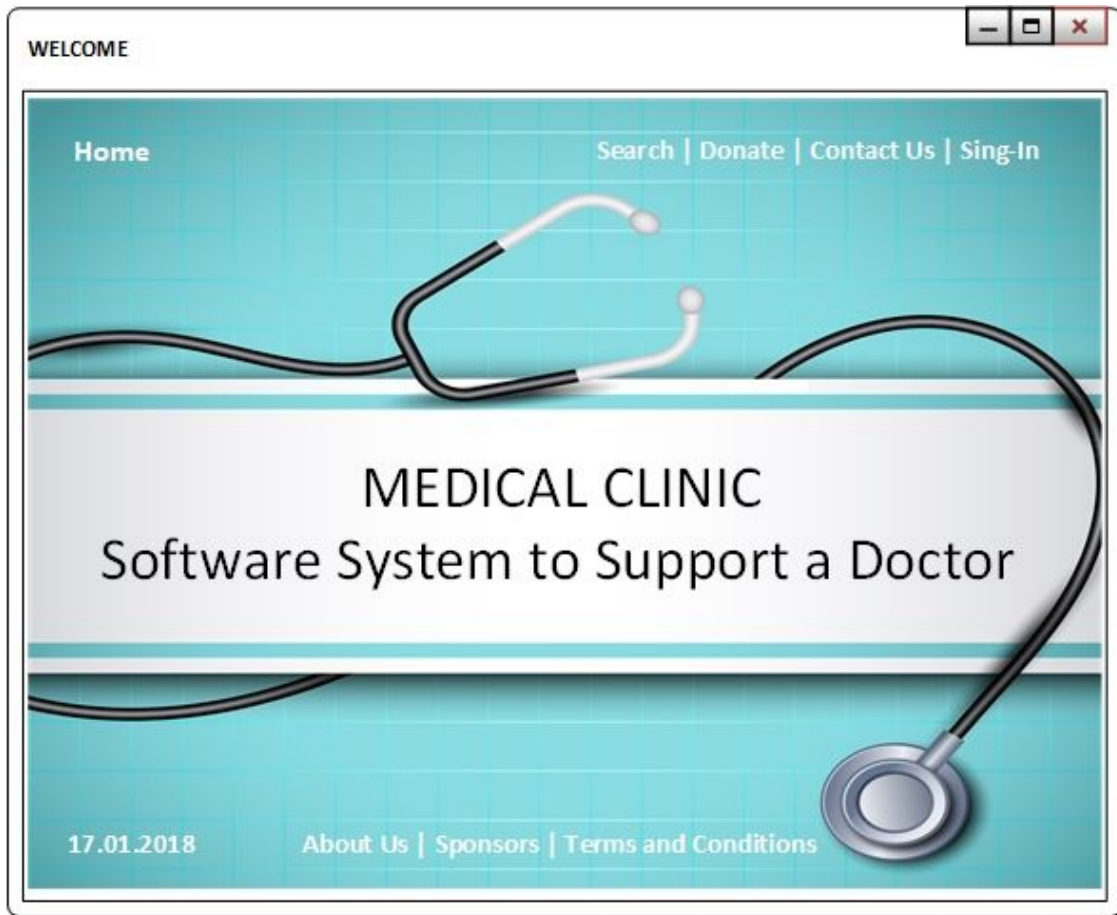 WELCOME
Home
Search | Donate | Contact Us | Sing-In
MEDICAL CLINIC
Software System to Support a Doctor
17.01.2018
About Us | Sponsors | Terms and Conditions